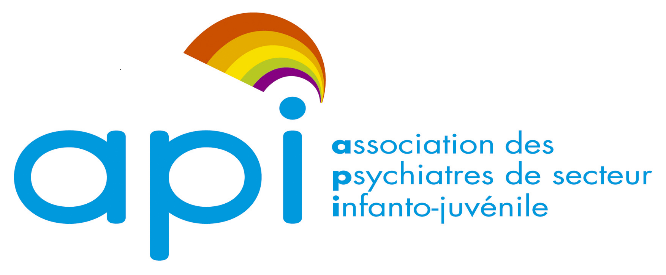 api
association des
psychiatres de secteur
infanto-juvénile